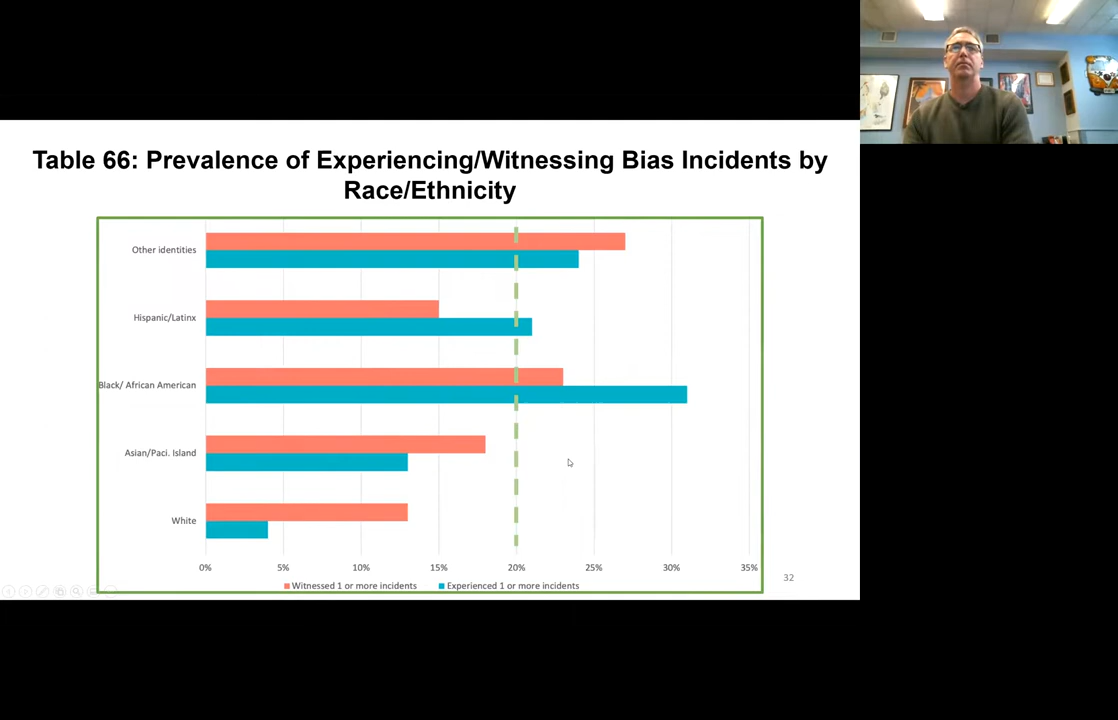 Table 66: Prevalence of Experiencing/Witnessing Bias Incidents by
Race/Ethnicity
Other identities
Hispanic/Latinx
Black/ African American
Asian/Paci. Island
White
0% 5% 10% 15% 20% 25% 30% 35%
Witnessed 1 or more incidents Experienced 1 or more incidents
32